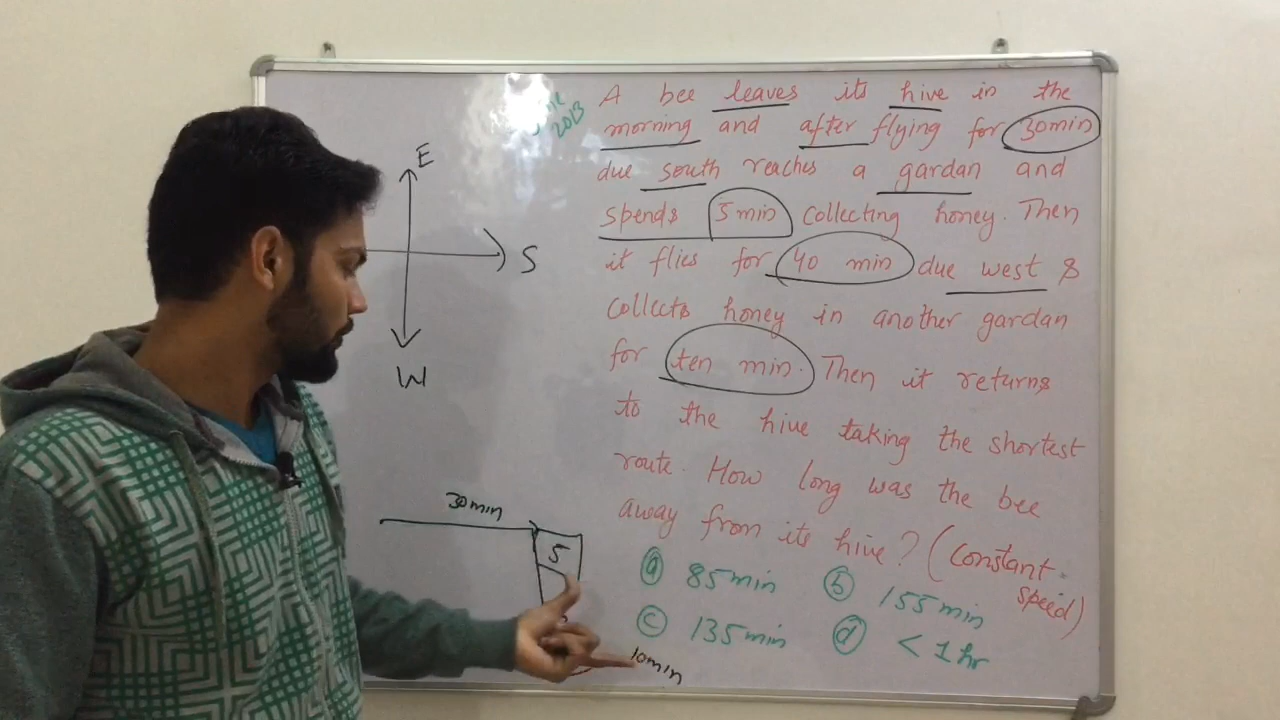 A bee leaves its hive in the
morning and after flying for 30min
due south reaches a gardan and
spends 5 min collecting honey. Then
it flies for 40 min due west &
collects honey in another gardan
for ten min. Then it returns
to the hive taking the shortest
route. How long was the bee
away from its hive? (Constant
speed)
ⓐ 85min ⓑ 155min
ⓒ 135min ⓓ < 1hr
2013
E
S
W
30min
5
10min